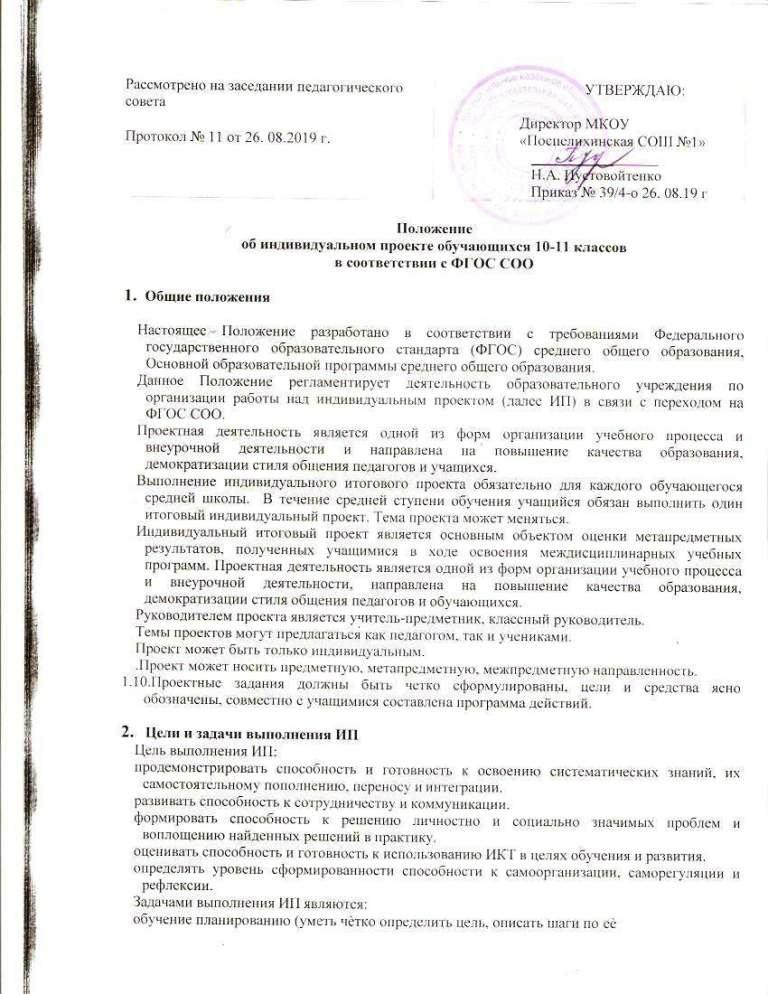 Рассмотрено на заседании педагогического
совета
Протокол № 11 от 26. 08.2019 г.
УТВЕРЖДАЮ:
Директор МКОУ
«Поспелихинская СОШ №1»
Н.А. Пустовойтенко
Приказ № 39/4-о 26. 08.19 г
Положение
об индивидуальном проекте обучающихся 10-11 классов
в соответствии с ФГОС СОО
1. Общие положения
Настоящее – Положение разработано в соответствии с требованиями Федерального
государственного образовательного стандарта (ФГОС) среднего общего образования,
Основной образовательной программы среднего общего образования.
Данное Положение регламентирует деятельность образовательного учреждения по
организации работы над индивидуальным проектом (далее ИП) в связи с переходом на
ФГОС СОО.
Проектная деятельность является одной из форм организации учебного процесса и
внеурочной деятельности и направлена на повышение качества образования,
демократизации стиля общения педагогов и учащихся.
Выполнение индивидуального итогового проекта обязательно для каждого обучающегося
средней школы. В течение средней ступени обучения учащийся обязан выполнить один
итоговый индивидуальный проект. Тема проекта может меняться.
Индивидуальный итоговый проект является основным объектом оценки метапредметных
результатов, полученных учащимися в ходе освоения междисциплинарных учебных
программ. Проектная деятельность является одной из форм организации учебного процесса
и внеурочной деятельности, направлена на повышение качества образования,
демократизации стиля общения педагогов и обучающихся.
Руководителем проекта является учитель-предметник, классный руководитель.
Темы проектов могут предлагаться как педагогом, так и учениками.
Проект может быть только индивидуальным.
.Проект может носить предметную, метапредметную, межпредметную направленность.
1.10.Проектные задания должны быть четко сформулированы, цели и средства ясно
обозначены, совместно с учащимися составлена программа действий.
2. Цели и задачи выполнения ИП
Цель выполнения ИП:
продемонстрировать способность и готовность к освоению систематических знаний, их
самостоятельному пополнению, переносу и интеграции.
развивать способность к сотрудничеству и коммуникации.
формировать способность к решению личностно и социально значимых проблем и
воплощению найденных решений в практику.
оценивать способность и готовность к использованию ИКТ в целях обучения и развития.
определять уровень сформированности способности к самоорганизации, саморегуляции и
рефлексии.
Задачами выполнения ИП являются:
обучение планированию (уметь чётко определить цель, описать шаги по её